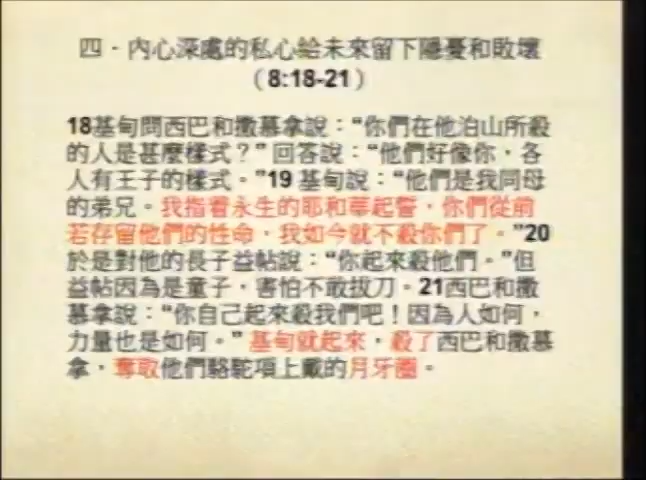 四．內心深處的私心給未來留下隱憂和敗壞
（8:18-21）
18基甸問西巴和撒慕拿說：“你們在他泊山所殺
的人是甚麼樣式？” 回答說：“他們好像你，各
人有王子的樣式。”19 基甸說：“他們是我同母
的弟兄。我指着永生的耶和華起誓，你們從前
若存留他們的性命，我如今就不殺你們了。”20
於是對他的長子益帖說：“你起來殺他們。”但
益帖因為是童子，害怕不敢拔刀。21西巴和撒
慕拿說：“你自己起來殺我們吧！因為人如何，
力量也是如何。” 基甸就起來，殺了西巴和撒慕
拿，奪取他們駱駝項上戴的月牙圈。